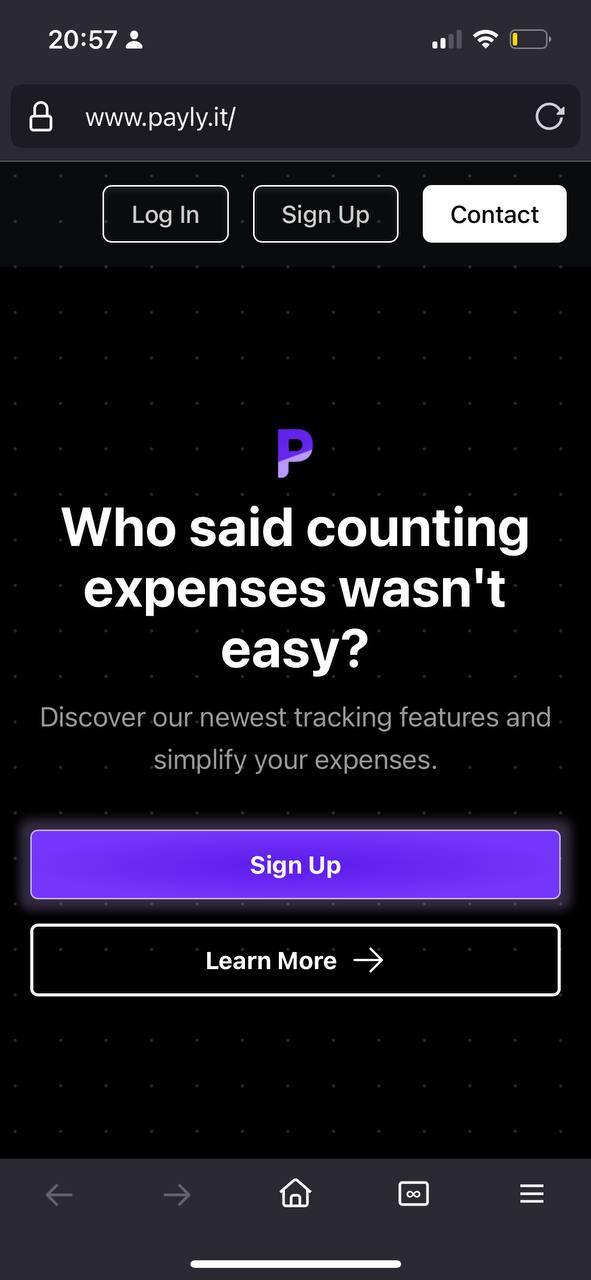 20:57
www.payly.it/
Log In
Sign Up
Contact
P
Who said counting
expenses wasn't
easy?
Discover our newest tracking features and
simplify your expenses.
Sign Up
Learn More →
∞